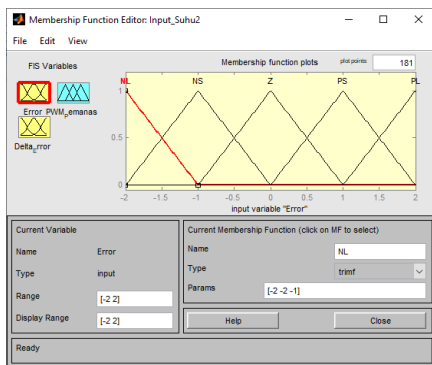 Membership Function Editor: Input_Suhu2
File Edit View
FIS Variables
Membership function plots
plot points:
181
NL NS Z PS PL
1
0.5
0
-2 -1.5 -1 -0.5 0 0.5 1 1.5 2
input variable "Error"
Error PWM_pemanas
Delta_Error
Current Variable
Name Error
Type input
Range [-2 2]
Display Range [-2 2]
Current Membership Function (click on MF to select)
Name NL
Type trimf
Params [-2 -2 -1]
Help Close
Ready